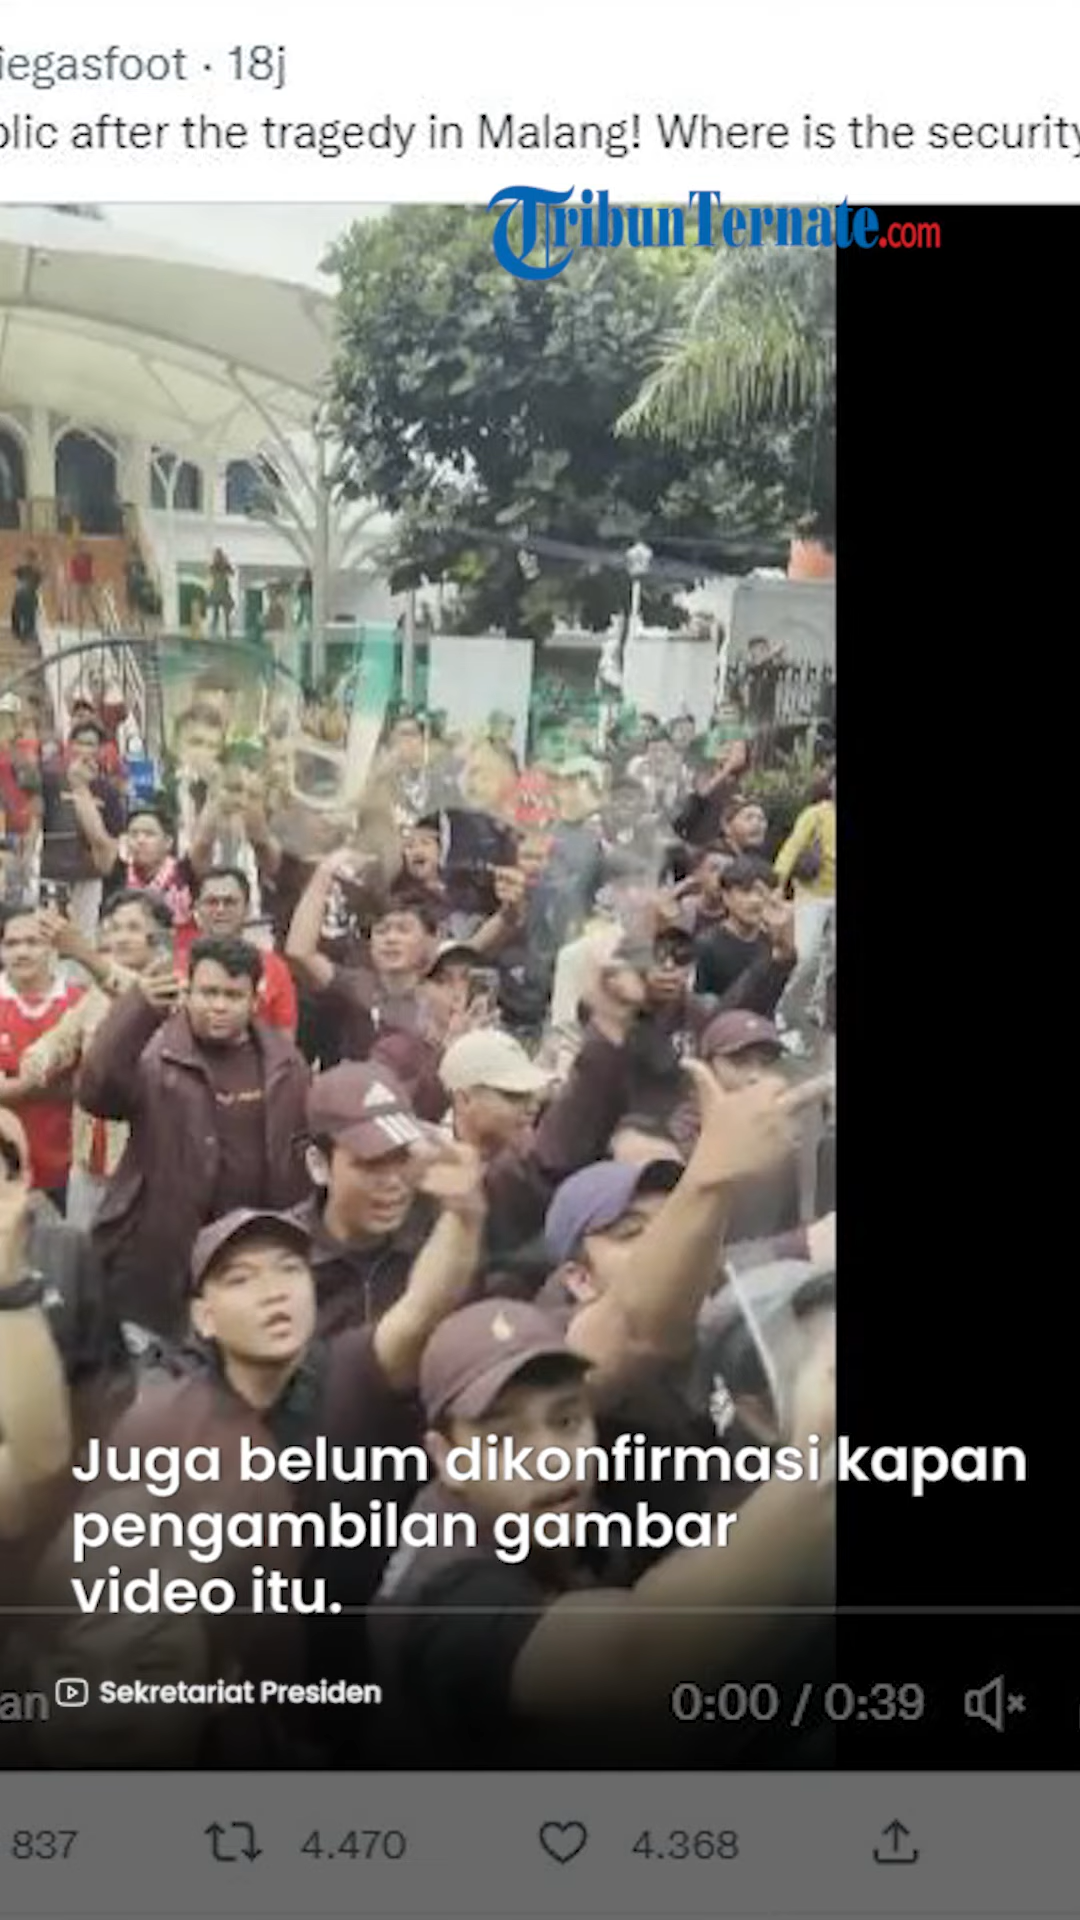 iegasfoot · 18j
blic after the tragedy in Malang! Where is the security
TribunTernate.com
Juga belum dikonfirmasi kapan
pengambilan gambar
video itu.
an
Sekretariat Presiden
0:00 / 0:39
837 4.470 4.368